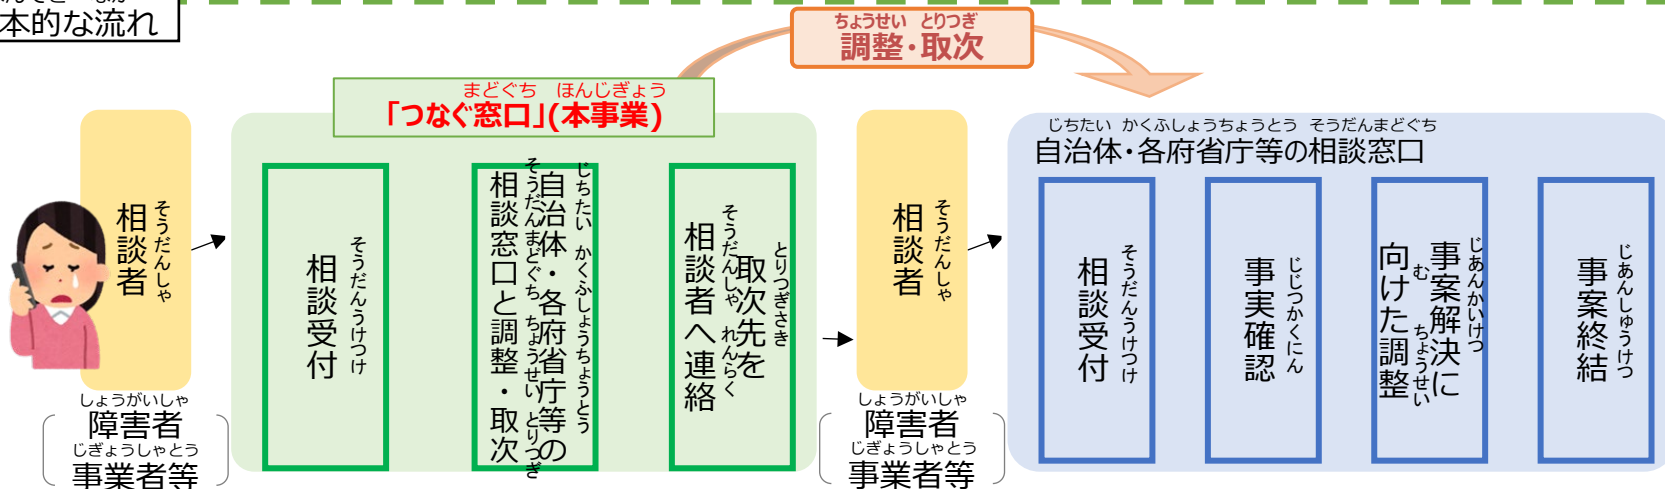 本的な流れ
ちょうせい とりつぎ
調整・取次
まどぐち ほんじぎょう
「つなぐ窓口」(本事業)
そうだんしゃ
相談者
しょうがいしゃ
障害者
じぎょうしゃとう
事業者等
そうだんうけつけ
相談受付
じちたい かくふしょうちょうとう
自治体・各府省庁等の
そうだんまどぐち ちょうせい とりつぎ
相談窓口と調整・取次
とりつぎさき
取次先を
そうだんしゃ れんらく
相談者へ連絡
そうだんしゃ
相談者
しょうがいしゃ
障害者
じぎょうしゃとう
事業者等
じちたい かくふしょうちょうとう そうだんまどぐち
自治体・各府省庁等の相談窓口
そうだんうけつけ
相談受付
じじつかくにん
事実確認
じあんかいけつ
事案解決に
む ちょうせい
向けた調整
じあんしゅうけつ
事案終結